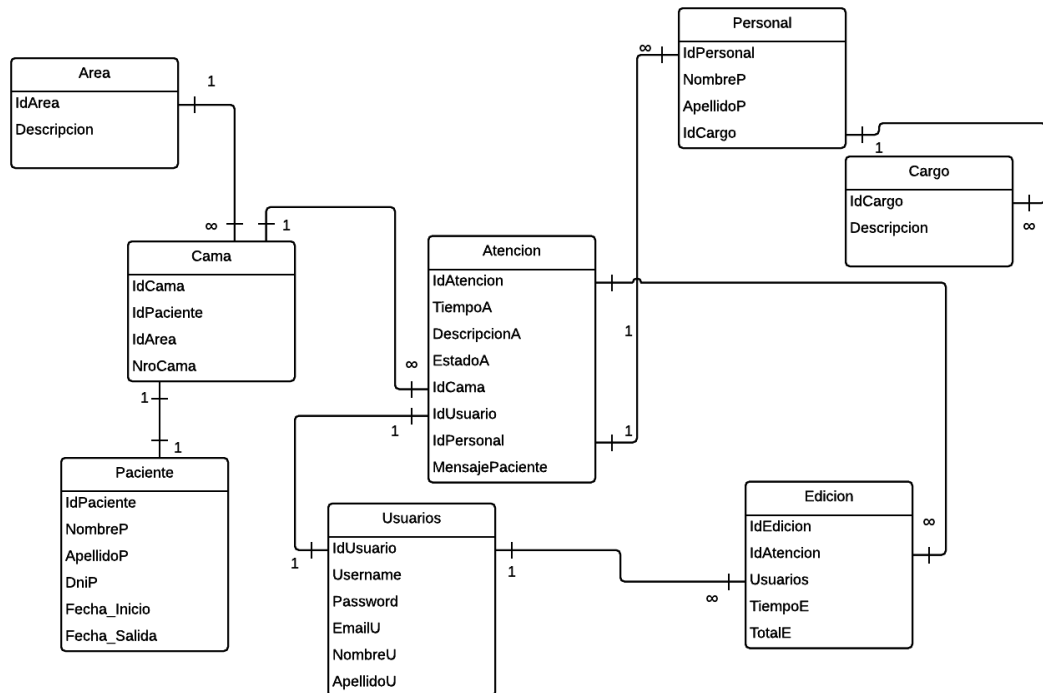 Personal
IdPersonal
NombreP
ApellidoP
IdCargo
∞
1
Area
IdArea
Descripcion
1
Cargo
IdCargo
Descripcion
∞
∞
1
Cama
IdCama
IdPaciente
IdArea
NroCama
1
1
Atencion
IdAtencion
TiempoA
DescripcionA
EstadoA
IdCama
IdUsuario
IdPersonal
MensajePaciente
∞
1
1
1
Paciente
IdPaciente
NombreP
ApellidoP
DniP
Fecha_Inicio
Fecha_Salida
Usuarios
IdUsuario
Username
Password
EmailU
NombreU
ApellidoU
1
1
∞
Edicion
IdEdicion
IdAtencion
Usuarios
TiempoE
TotalE
∞